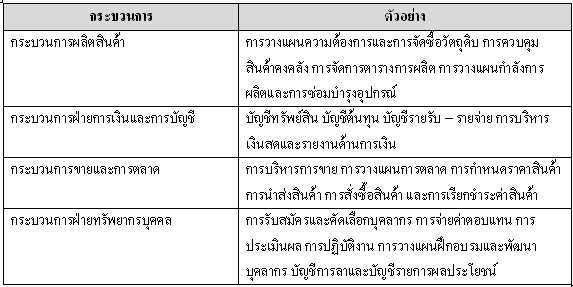 กระบวนการ ตัวอย่าง
กระบวนการผลิตสินค้า การวางแผนความต้องการและการจัดซื้อวัตถุดิบ การควบคุม
สินค้าคงคลัง การจัดการตารางการผลิต การวางแผนกำลังการ
ผลิตและการซ่อมบำรุงอุปกรณ์
กระบวนการฝ่ายการเงินและการบัญชี บัญชีทรัพย์สิน บัญชีต้นทุน บัญชีรายรับ – รายจ่าย การบริหาร
เงินสดและรายงานด้านการเงิน
กระบวนการขายและการตลาด การบริหารการขาย การวางแผนการตลาด การกำหนดราคาสินค้า
การนำส่งสินค้า การสั่งซื้อสินค้า และการเรียกชำระค่าสินค้า
กระบวนการฝ่ายทรัพยากรบุคคล การรับสมัครและคัดเลือกบุคลากร การจ่ายค่าตอบแทน การ
ประเมินผล การปฏิบัติงาน การวางแผนฝึกอบรมและพัฒนา
บุคลากร บัญชีการลาและบัญชีรายการผลประโยชน์